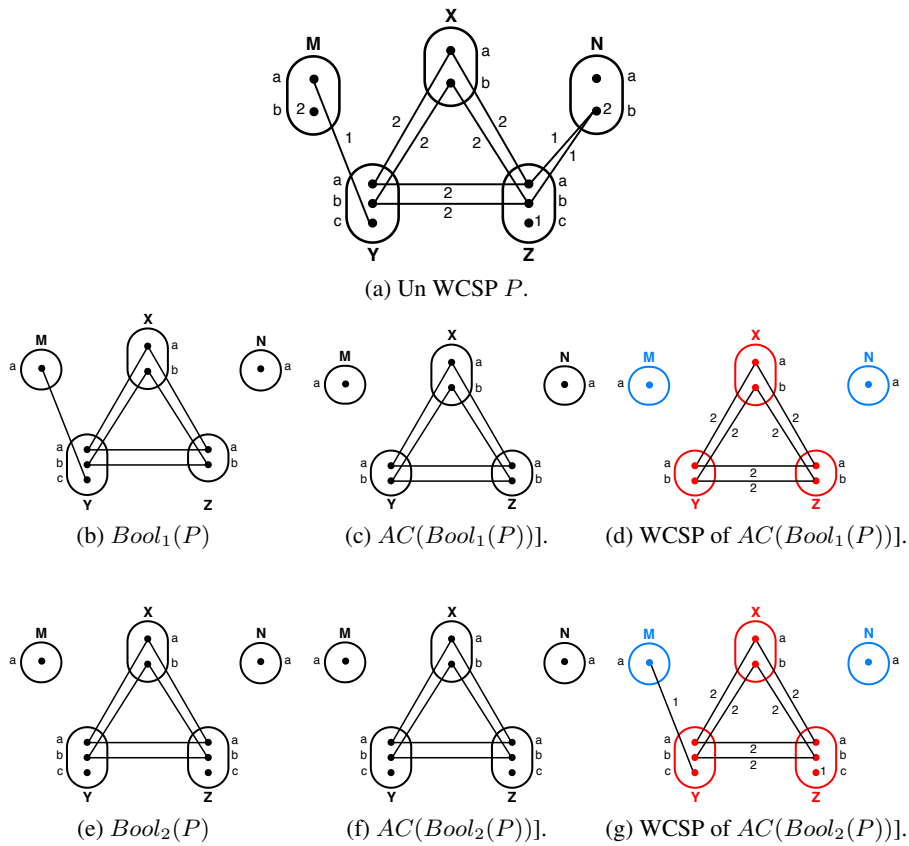 X
M
N
a
a
a
b
b
2
2
b
1
2
2
2
2
1
1
a
a
2
b
b
2
c
1
c
Y
Z
(a) Un WCSP P.
X
M
N
a
a
a
b
a
a
b
b
c
Y
Z
(b) Bool1(P)
X
M
N
a
a
a
b
a
a
b
b
Y
Z
(c) AC(Bool1(P))].
X
M
N
a
a
a
b
2
2
2
2
a
a
2
b
b
2
Y
Z
(d) WCSP of AC(Bool1(P))].
X
M
N
a
a
a
b
a
a
b
b
c
c
Y
Z
(e) Bool2(P)
X
M
N
a
a
a
b
a
a
b
b
c
c
Y
Z
(f) AC(Bool2(P))].
X
M
N
a
a
a
b
1
2
2
2
2
a
a
2
b
b
2
c
1
c
Y
Z
(g) WCSP of AC(Bool2(P))].